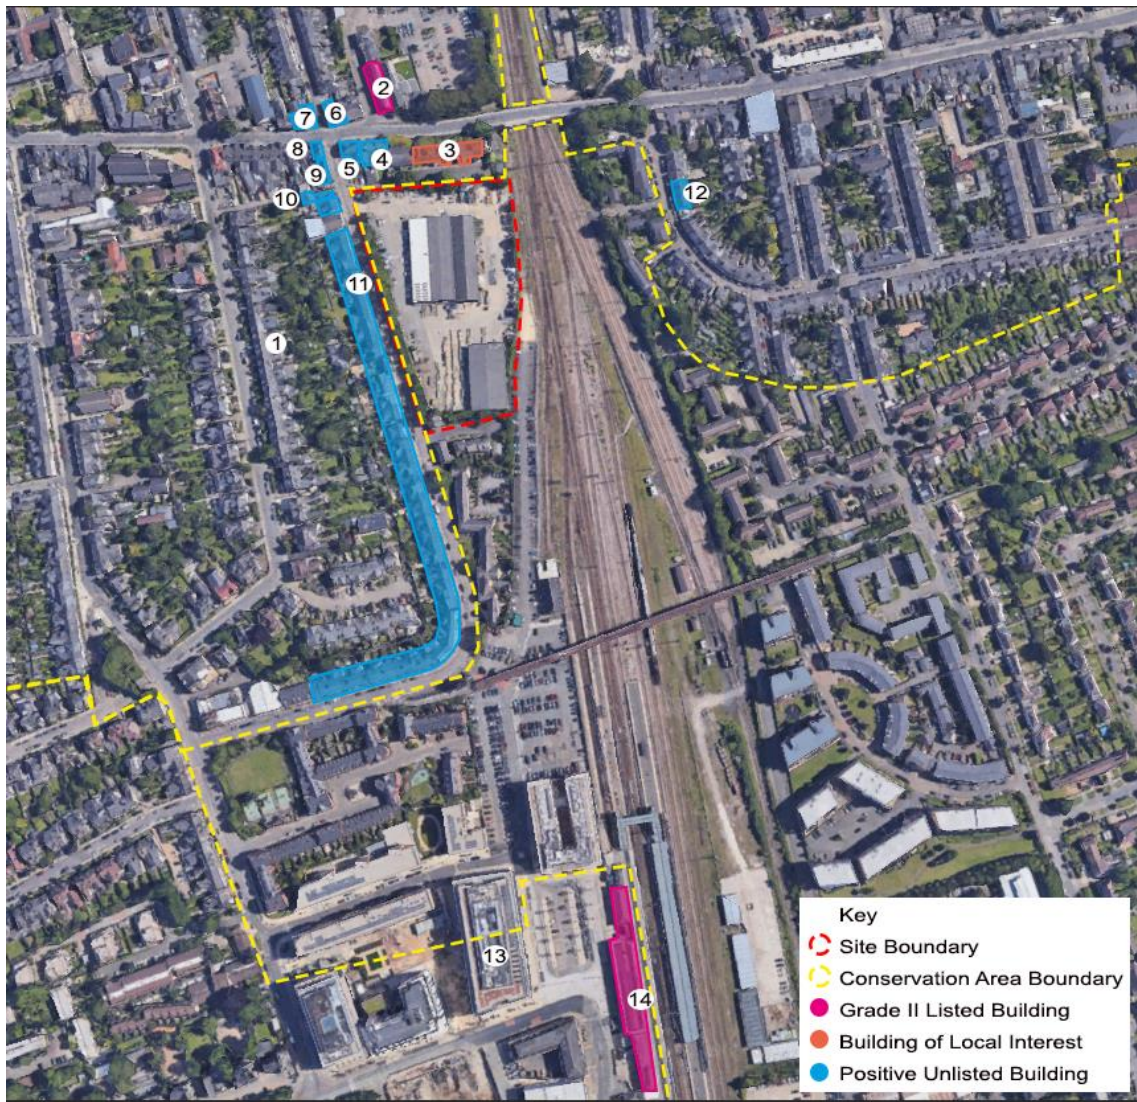 2
7
6
8
5
4
3
9
10
12
11
1
13
14
Key
Site Boundary
Conservation Area Boundary
Grade II Listed Building
Building of Local Interest
Positive Unlisted Building